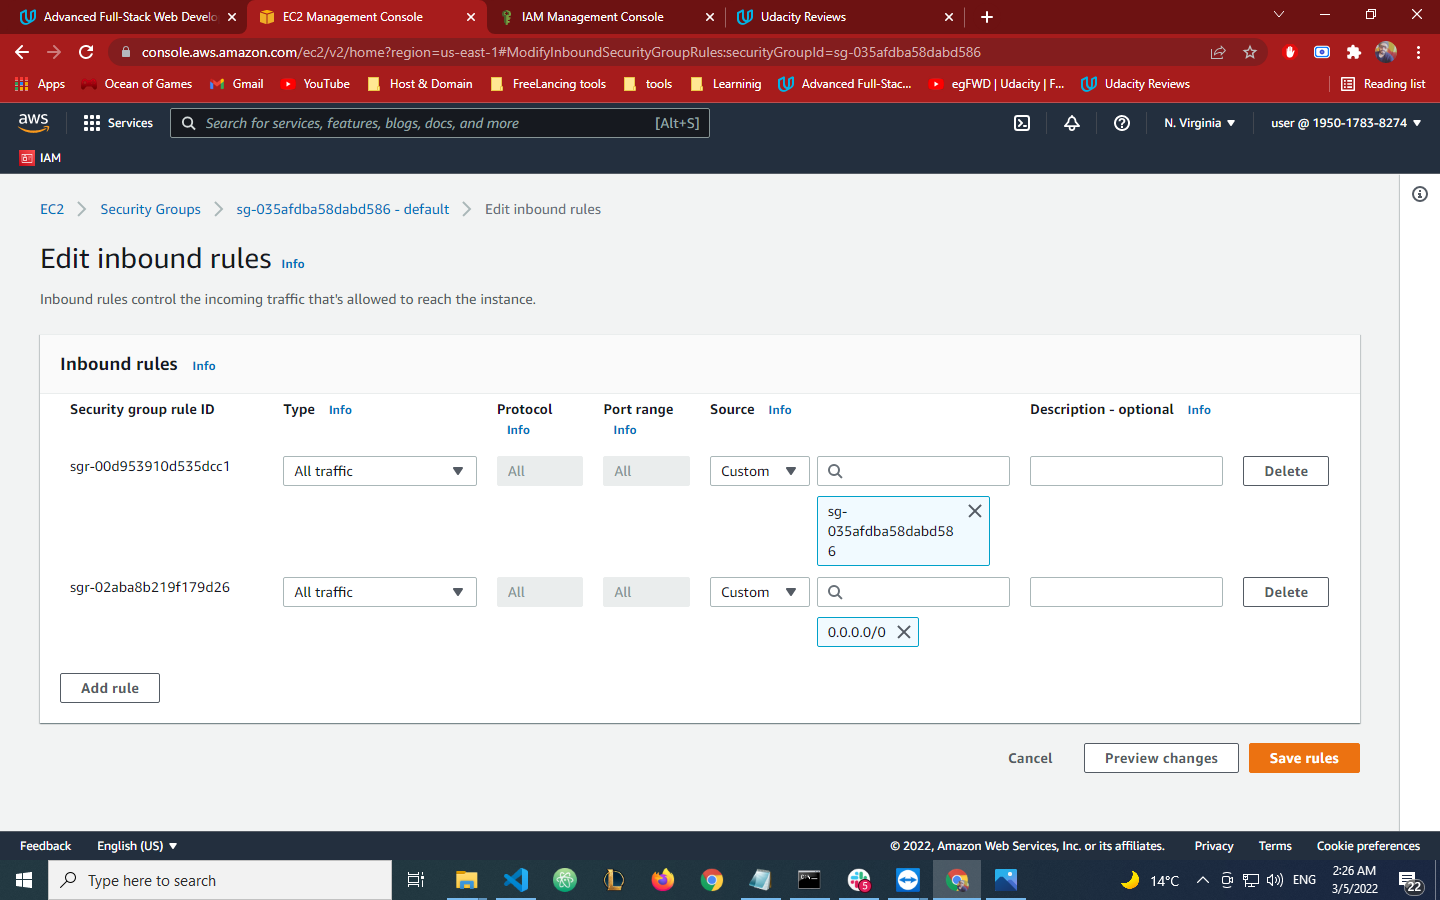 Advanced Full-Stack Web Develo
EC2 Management Console
IAM Management Console
Udacity Reviews
console.aws.amazon.com/ec2/v2/home?region=us-east-1#ModifyInboundSecurityGroupRules:securityGroupId=sg-035afdba58dabd586
Apps
Ocean of Games
Gmail
YouTube
Host & Domain
FreeLancing tools
tools
Learninig
Advanced Full-Stac...
egFWD | Udacity | F...
Udacity Reviews
Reading list
aws
Services
Search for services, features, blogs, docs, and more
[Alt+S]
N. Virginia
user @ 1950-1783-8274
IAM
EC2
Security Groups
sg-035afdba58dabd586 - default
Edit inbound rules
Edit inbound rules Info
Inbound rules control the incoming traffic that's allowed to reach the instance.
Inbound rules Info
Security group rule ID
Type Info
Protocol
Info
Port range
Info
Source Info
Description - optional Info
sgr-00d953910d535dcc1
All traffic
All
All
Custom
Delete
sg-
035afdba58dabd58
6
sgr-02aba8b219f179d26
All traffic
All
All
Custom
Delete
0.0.0.0/0
Add rule
Cancel
Preview changes
Save rules
Feedback
English (US)
© 2022, Amazon Web Services, Inc. or its affiliates.
Privacy
Terms
Cookie preferences
Type here to search
5
14°C
ENG
2:26 AM
3/5/2022
22